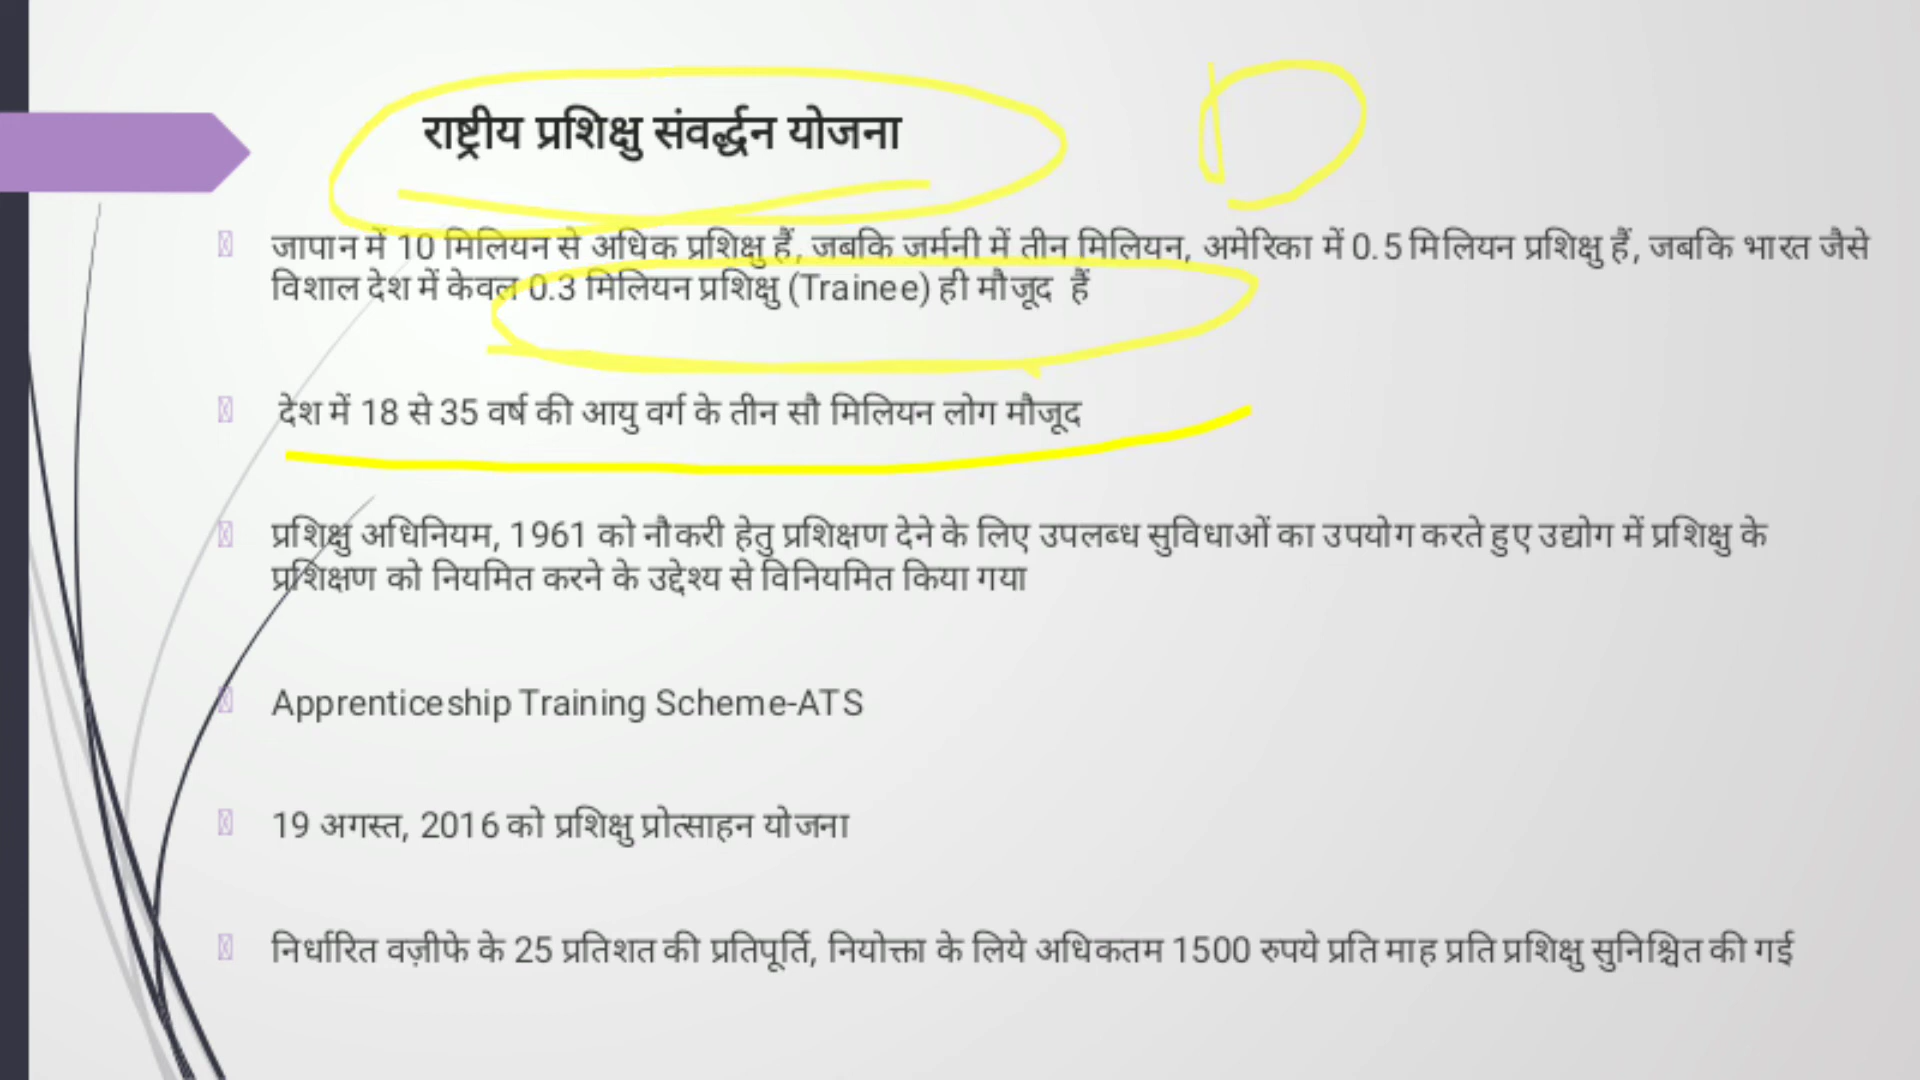 राष्ट्रीय प्रशिक्षु संवर्द्धन योजना
D
जापान में 10 मिलियन से अधिक प्रशिक्षु हैं, जबकि जर्मनी में तीन मिलियन, अमेरिका में 0.5 मिलियन प्रशिक्षु हैं, जबकि भारत जैसे
विशाल देश में केवल 0.3 मिलियन प्रशिक्षु (Trainee) ही मौजूद हैं
देश में 18 से 35 वर्ष की आयु वर्ग के तीन सौ मिलियन लोग मौजूद
प्रशिक्षु अधिनियम, 1961 को नौकरी हेतु प्रशिक्षण देने के लिए उपलब्ध सुविधाओं का उपयोग करते हुए उद्योग में प्रशिक्षु के
प्रशिक्षण को नियमित करने के उद्देश्य से विनियमित किया गया
Apprenticeship Training Scheme-ATS
19 अगस्त, 2016 को प्रशिक्षु प्रोत्साहन योजना
निर्धारित वज़ीफे के 25 प्रतिशत की प्रतिपूर्ति, नियोक्ता के लिये अधिकतम 1500 रुपये प्रति माह प्रति प्रशिक्षु सुनिश्चित की गई